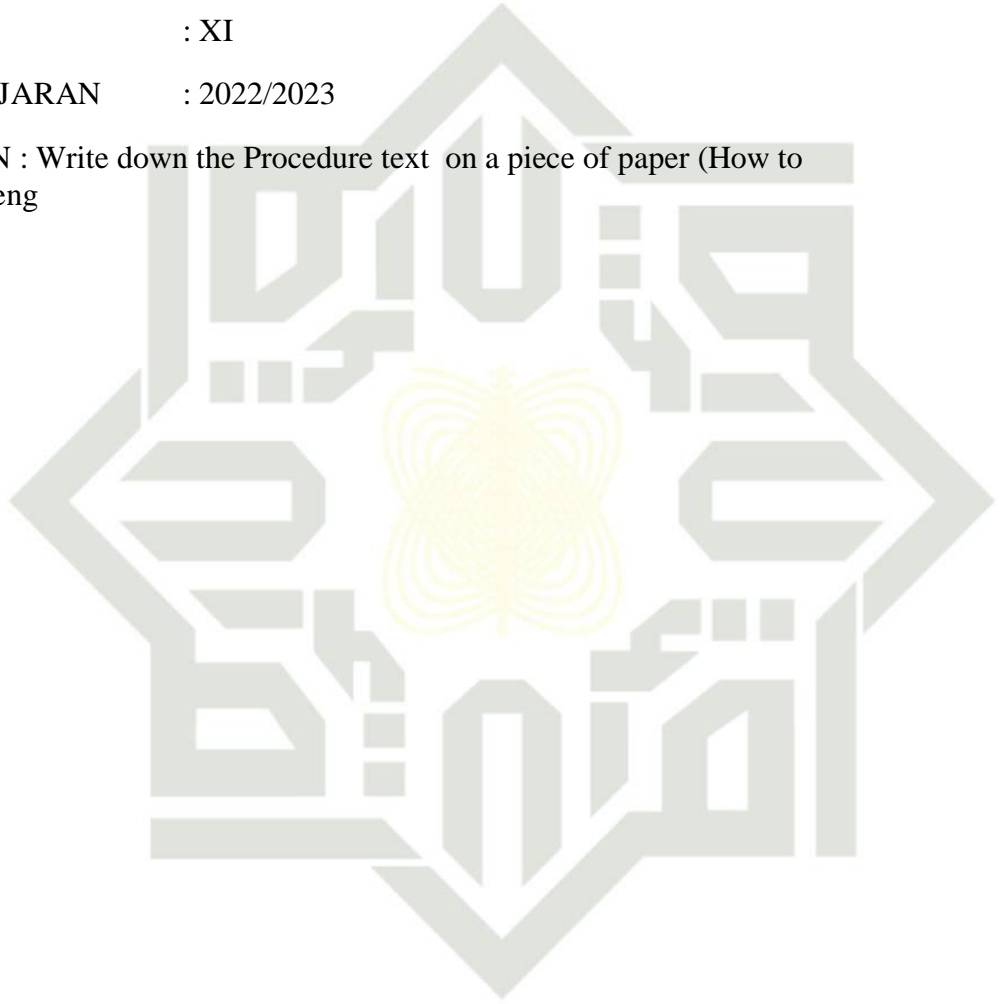 : XI
JARAN : 2022/2023
N : Write down the Procedure text on a piece of paper (How to
eng